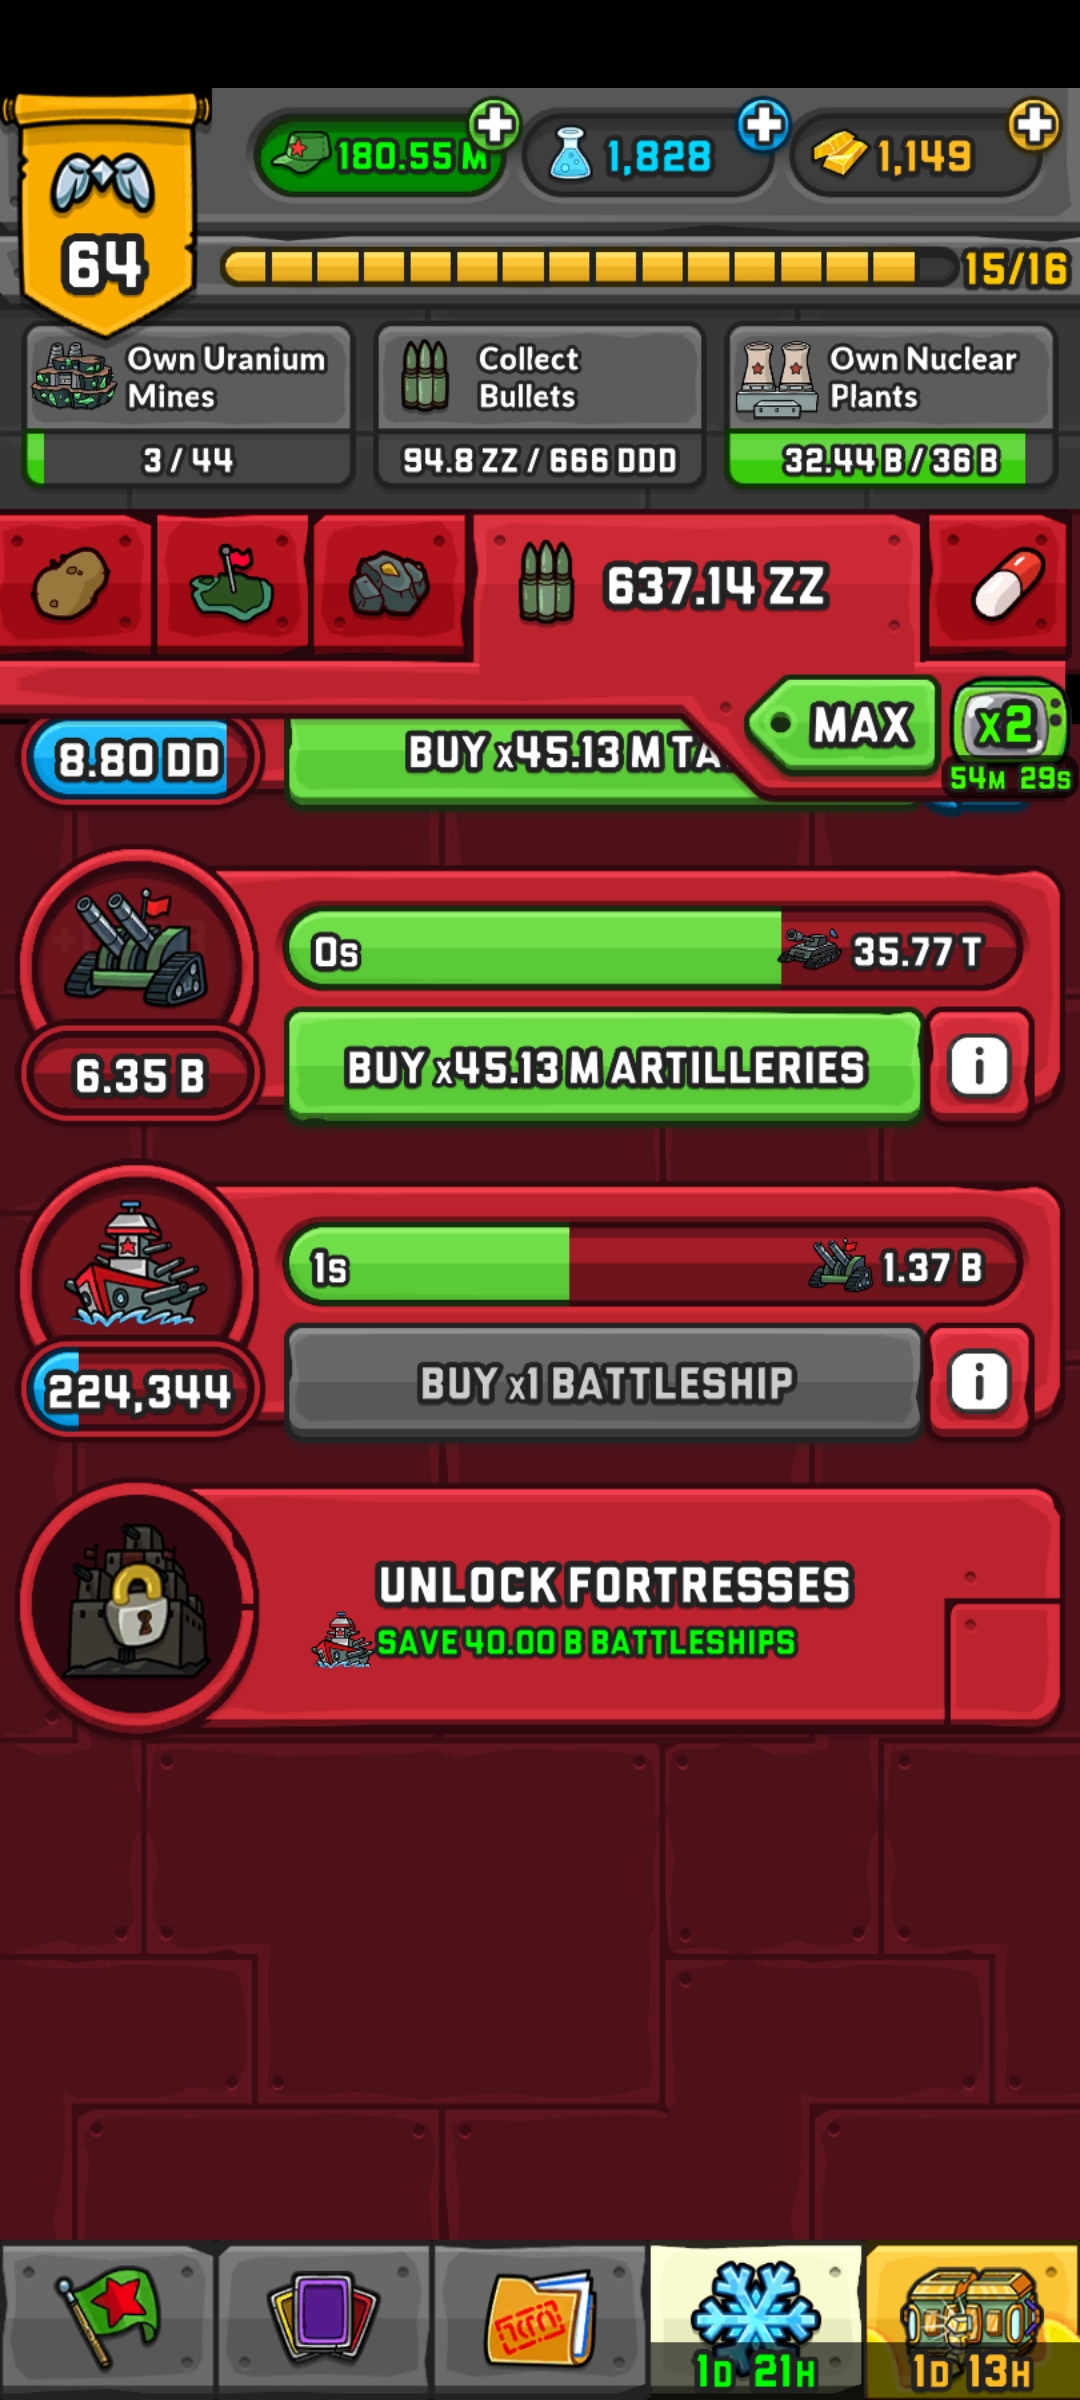 180.55 M
1,828
1,149
64
15/16
Own Uranium
Mines
3 / 44
Collect
Bullets
94.8 ZZ / 666 DDD
Own Nuclear
Plants
32.44 B / 36 B
637.14 ZZ
MAX
X2
54M 29S
8.80 DD
BUY x45.13 M TA
0s
35.77 T
6.35 B
BUY x45.13 M ARTILLERIES
i
1s
1.37 B
224,344
BUY x1 BATTLESHIP
i
UNLOCK FORTRESSES
SAVE 40.00 B BATTLESHIPS
1D 21H
1D 13H